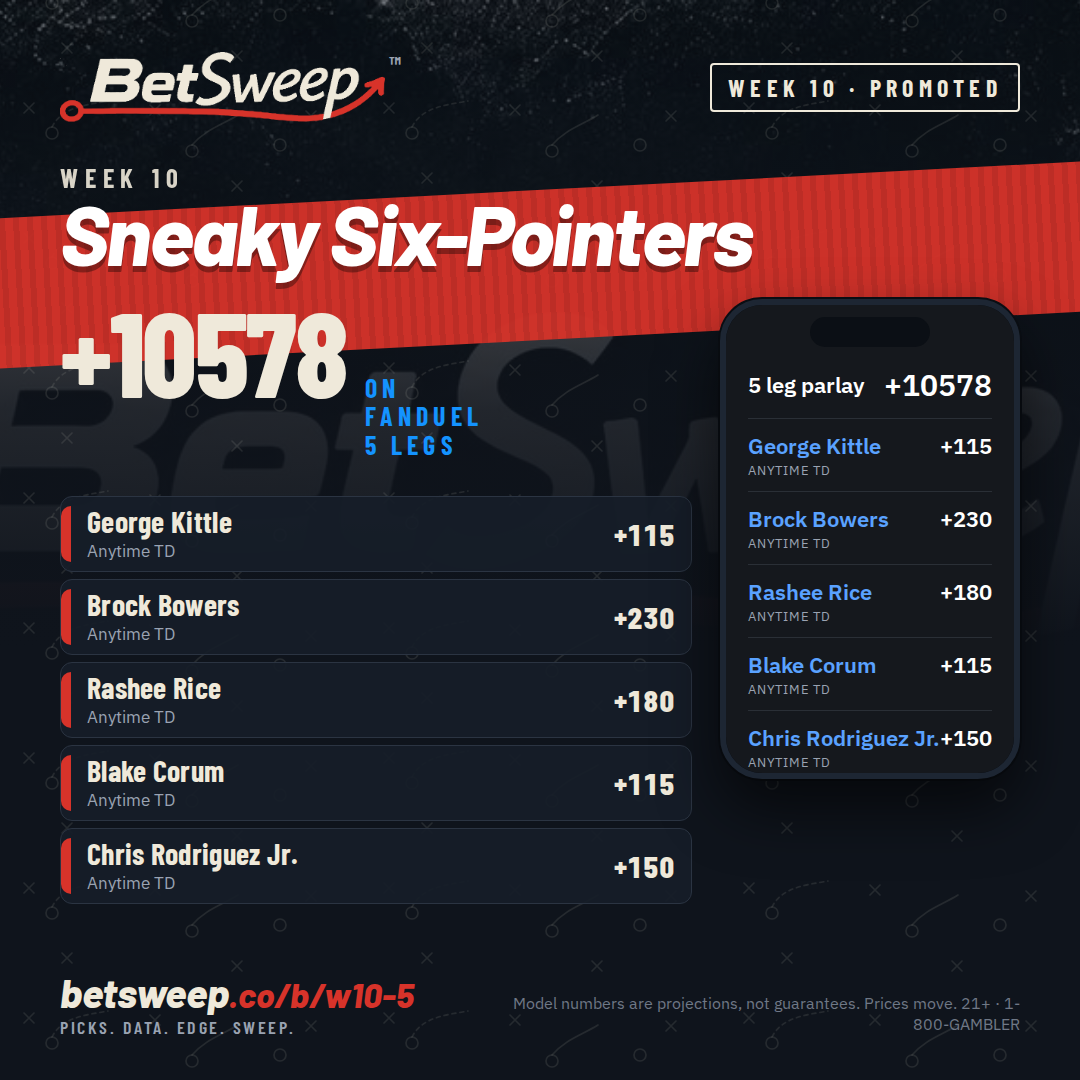 BetSweep™
WEEK 10 · PROMOTED
WEEK 10
Sneaky Six-Pointers
+10578
ON
FANDUEL
5 LEGS
George Kittle
Anytime TD
+115
Brock Bowers
Anytime TD
+230
Rashee Rice
Anytime TD
+180
Blake Corum
Anytime TD
+115
Chris Rodriguez Jr.
Anytime TD
+150
5 leg parlay +10578
George Kittle +115
ANYTIME TD
Brock Bowers +230
ANYTIME TD
Rashee Rice +180
ANYTIME TD
Blake Corum +115
ANYTIME TD
Chris Rodriguez Jr. +150
ANYTIME TD
betsweep.co/b/w10-5
PICKS. DATA. EDGE. SWEEP.
Model numbers are projections, not guarantees. Prices move. 21+ · 1-
800-GAMBLER